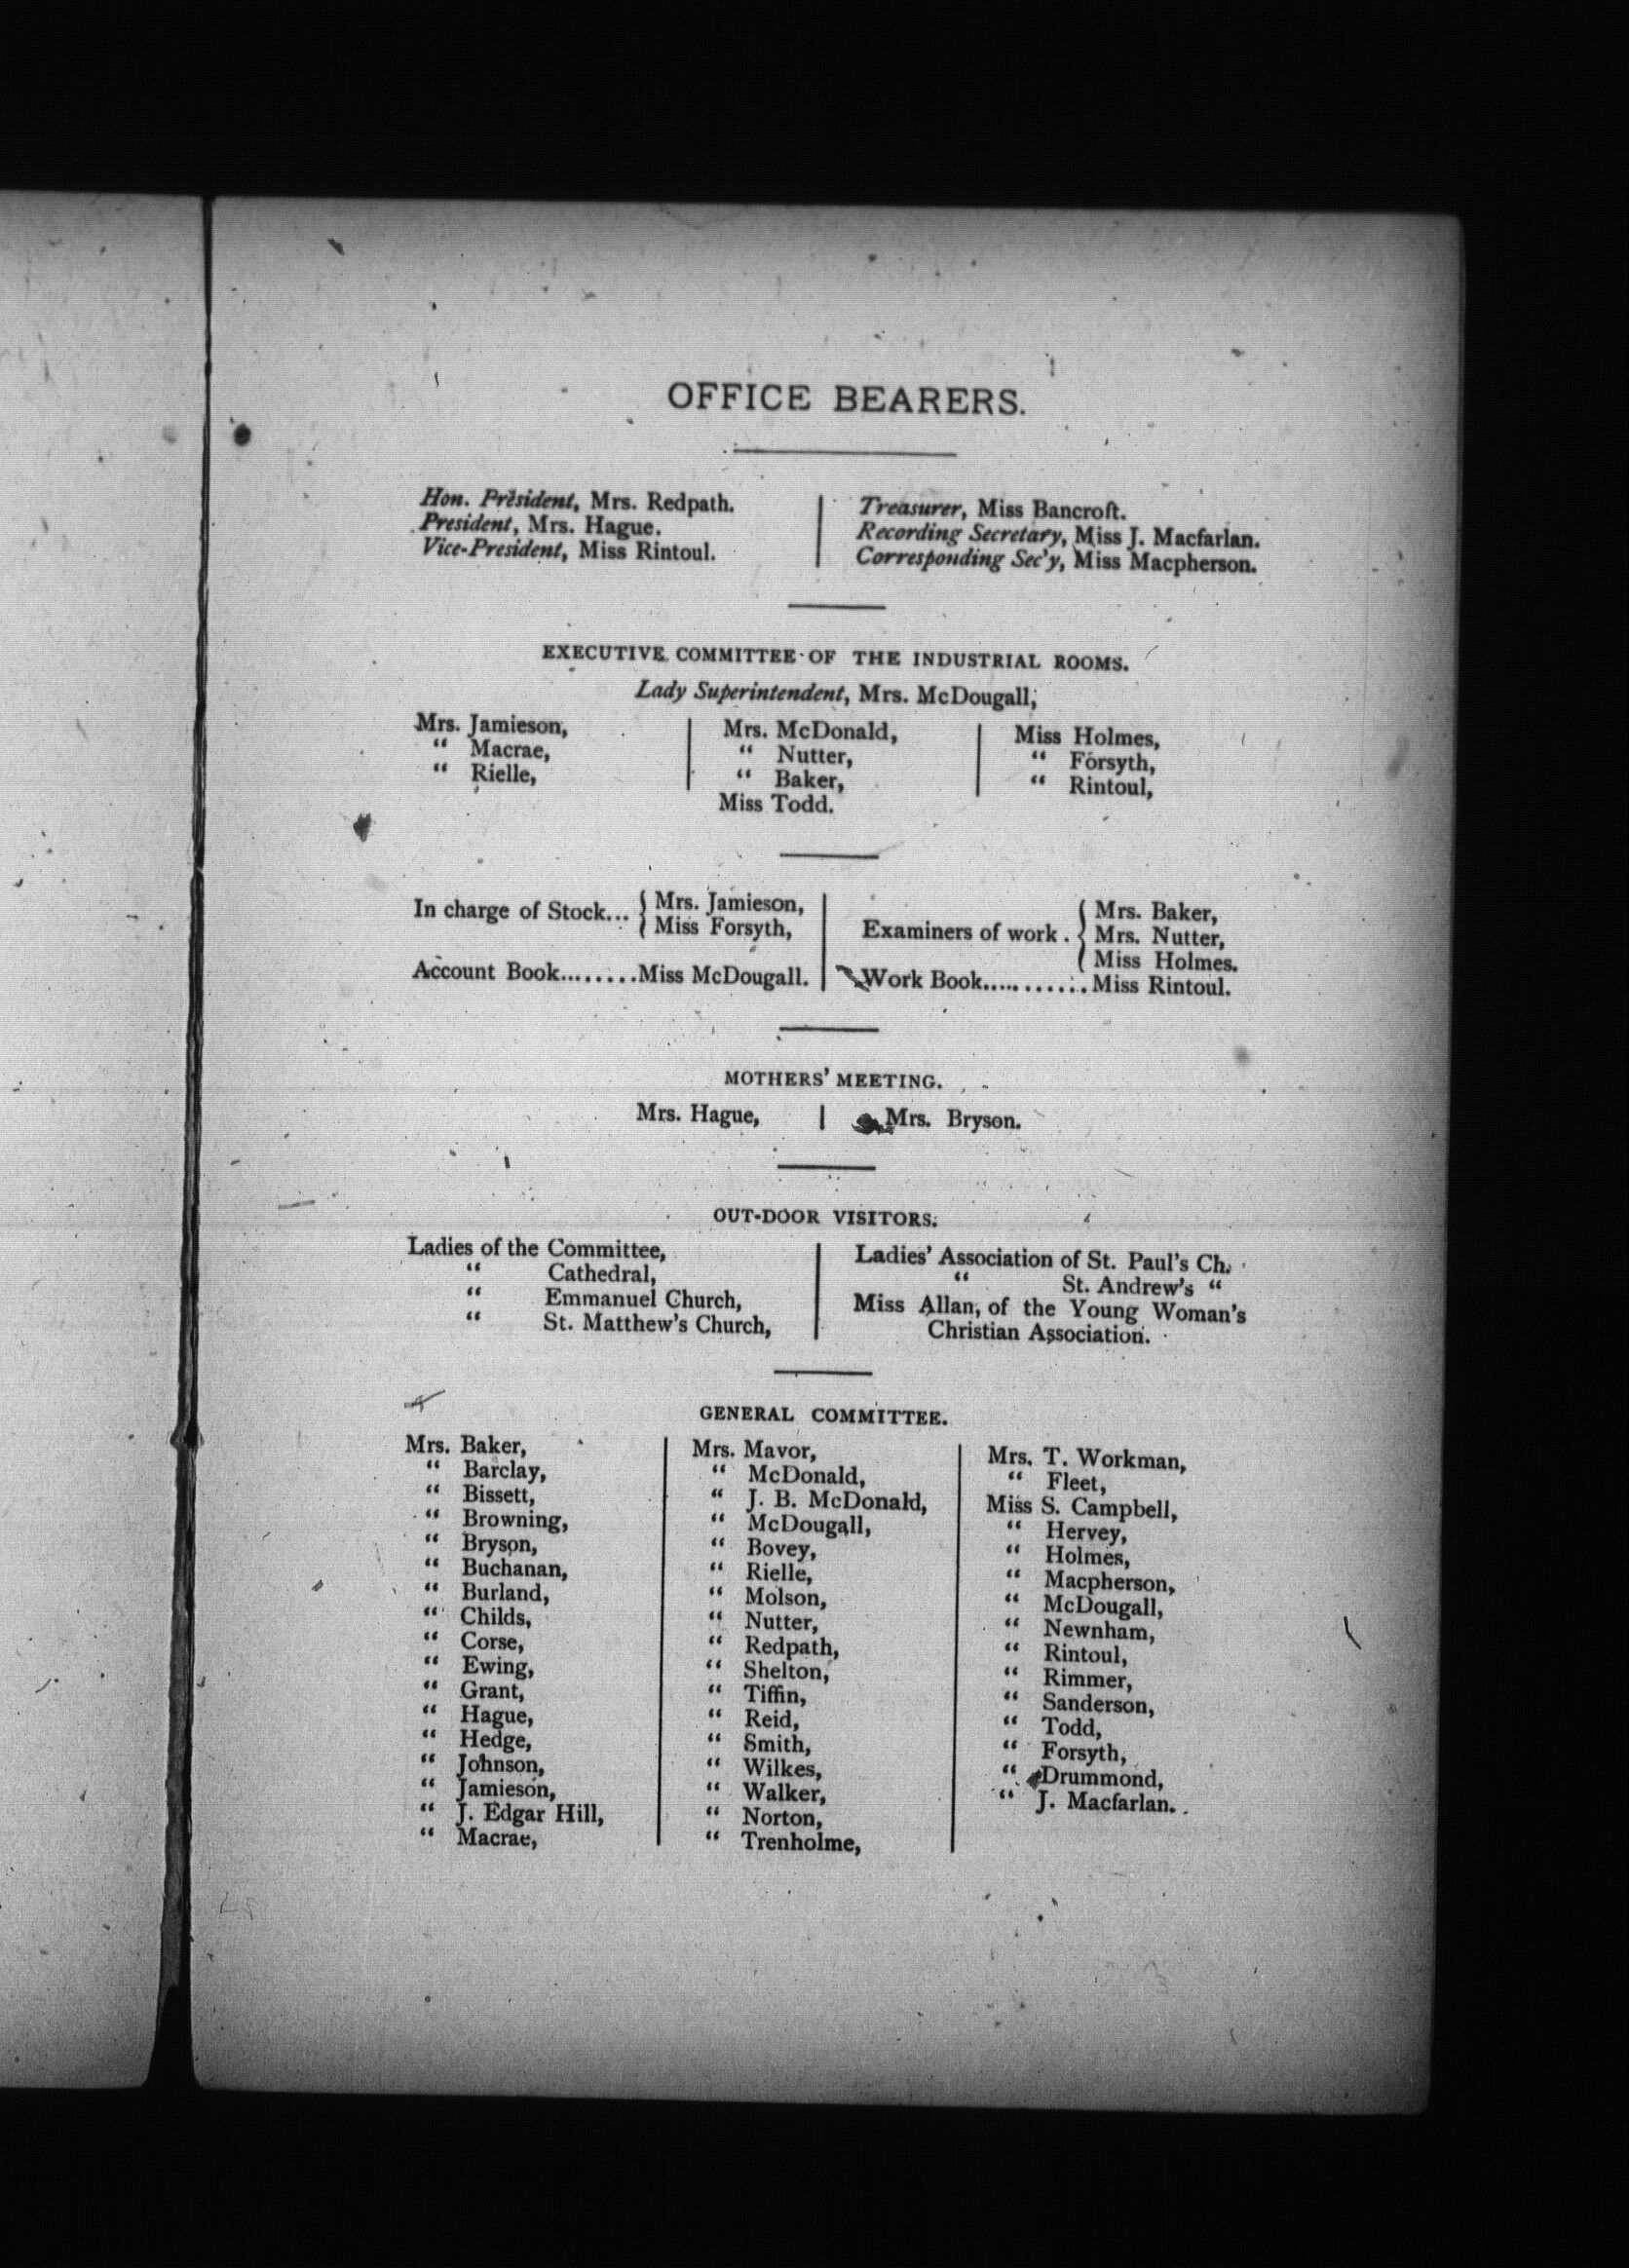 OFFICE BEARERS.
Hon. President, Mrs. Redpath.
President, Mrs. Hague.
Vice-President, Miss Rintoul.
Treasurer, Miss Bancroft.
Recording Secretary, Miss J. Macfarlan.
Corresponding Sec'y, Miss Macpherson.
EXECUTIVE COMMITTEE OF THE INDUSTRIAL ROOMS.
Lady Superintendent, Mrs. McDougall,
Mrs. Jamieson,
“ Macrae,
“ Rielle,
Mrs. McDonald,
“ Nutter,
“ Baker,
Miss Todd.
Miss Holmes,
“ Forsyth,
“ Rintoul,
In charge of Stock... { Mrs. Jamieson,
Miss Forsyth,
Account Book........Miss McDougall.
Examiners of work . { Mrs. Baker,
Mrs. Nutter,
Miss Holmes.
Work Book...........Miss Rintoul.
MOTHERS' MEETING.
Mrs. Hague, | Mrs. Bryson.
OUT-DOOR VISITORS.
Ladies of the Committee,
“ Cathedral,
“ Emmanuel Church,
“ St. Matthew's Church,
Ladies' Association of St. Paul's Ch.
“ St. Andrew's “
Miss Allan, of the Young Woman's
Christian Association.
GENERAL COMMITTEE.
Mrs. Baker,
“ Barclay,
“ Bissett,
“ Browning,
“ Bryson,
“ Buchanan,
“ Burland,
“ Childs,
“ Corse,
“ Ewing,
“ Grant,
“ Hague,
“ Hedge,
“ Johnson,
“ Jamieson,
“ J. Edgar Hill,
“ Macrae,
Mrs. Mavor,
“ McDonald,
“ J. B. McDonald,
“ McDougall,
“ Bovey,
“ Rielle,
“ Molson,
“ Nutter,
“ Redpath,
“ Shelton,
“ Tiffin,
“ Reid,
“ Smith,
“ Wilkes,
“ Walker,
“ Norton,
“ Trenholme,
Mrs. T. Workman,
“ Fleet,
Miss S. Campbell,
“ Hervey,
“ Holmes,
“ Macpherson,
“ McDougall,
“ Newnham,
“ Rintoul,
“ Rimmer,
“ Sanderson,
“ Todd,
“ Forsyth,
“ Drummond,
“ J. Macfarlan.